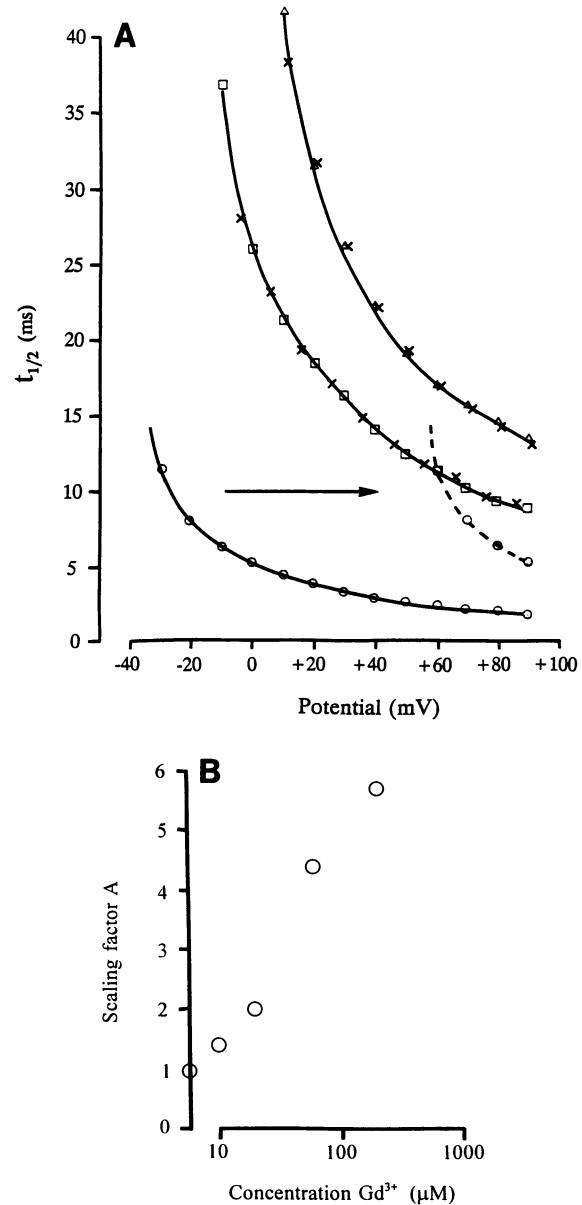 A
40
35
30
25
20
15
10
5
0
t1/2 (ms)
-40 -20 0 +20 +40 +60 +80 +100
Potential (mV)
B
6
5
4
3
2
1
0
Scaling factor A
10 100 1000
Concentration Gd³⁺ (μM)